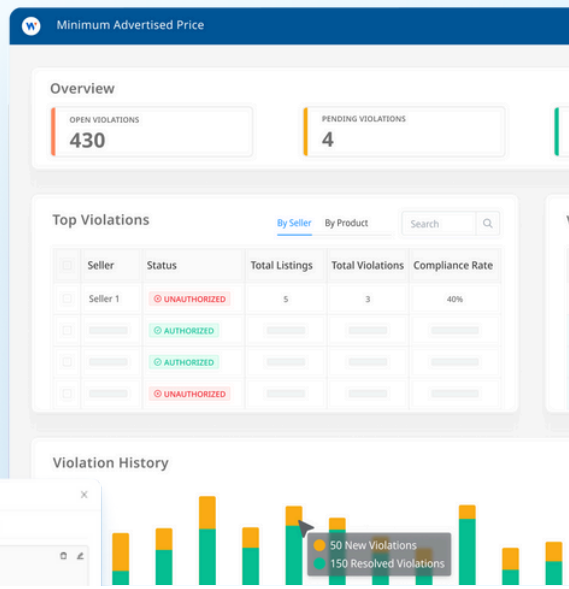 Minimum Advertised Price
Overview
OPEN VIOLATIONS
430
PENDING VIOLATIONS
4
Top Violations
By Seller By Product Search
Seller Status Total Listings Total Violations Compliance Rate
Seller 1 UNAUTHORIZED 5 3 40%
AUTHORIZED
AUTHORIZED
UNAUTHORIZED
Violation History
50 New Violations
150 Resolved Violations